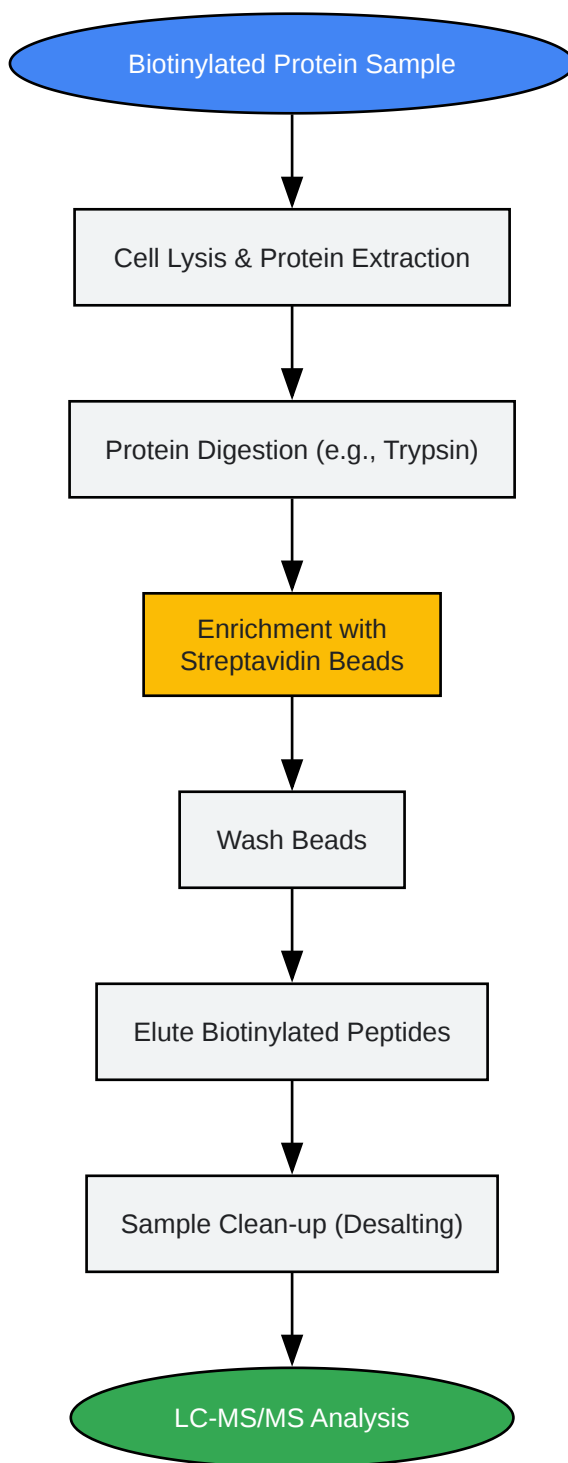 Biotinylated Protein Sample
Cell Lysis & Protein Extraction
Protein Digestion (e.g., Trypsin)
Enrichment with
Streptavidin Beads
Wash Beads
Elute Biotinylated Peptides
Sample Clean-up (Desalting)
LC-MS/MS Analysis